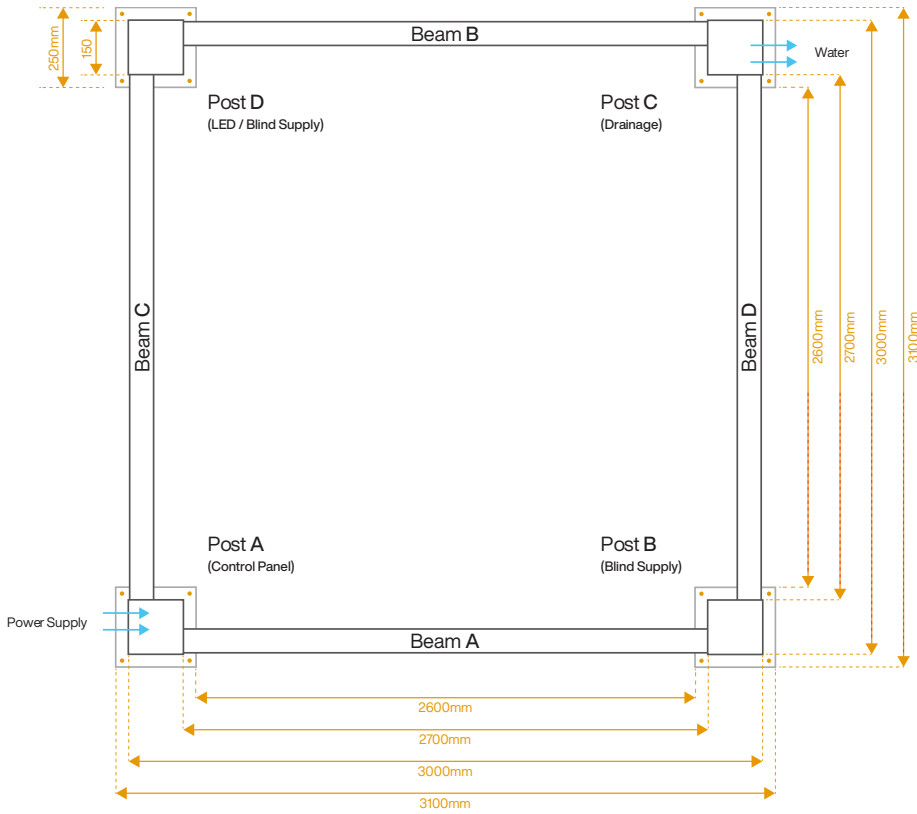 250mm
150
Beam B
Water
Post D
(LED / Blind Supply)
Post C
(Drainage)
Beam C
Beam D
2600mm
2700mm
3000mm
3100mm
Post A
(Control Panel)
Post B
(Blind Supply)
Power Supply
Beam A
2600mm
2700mm
3000mm
3100mm